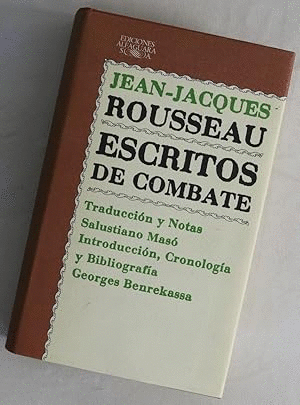 EDICIONES
ALFAGUARA
S.A.
JEAN-JACQUES
ROUSSEAU
ESCRITOS
DE COMBATE
Traducción y Notas
Salustiano Masó
Introducción, Cronología
y Bibliografía
Georges Benrekassa